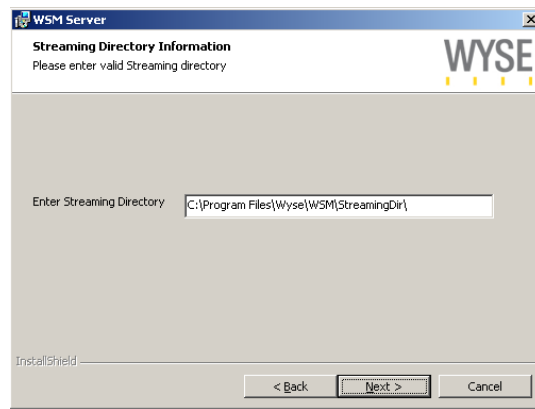 WSM Server
Streaming Directory Information
Please enter valid Streaming directory
WYSE
Enter Streaming Directory
C:\Program Files\Wyse\WSM\StreamingDir\
InstallShield
< Back
Next >
Cancel